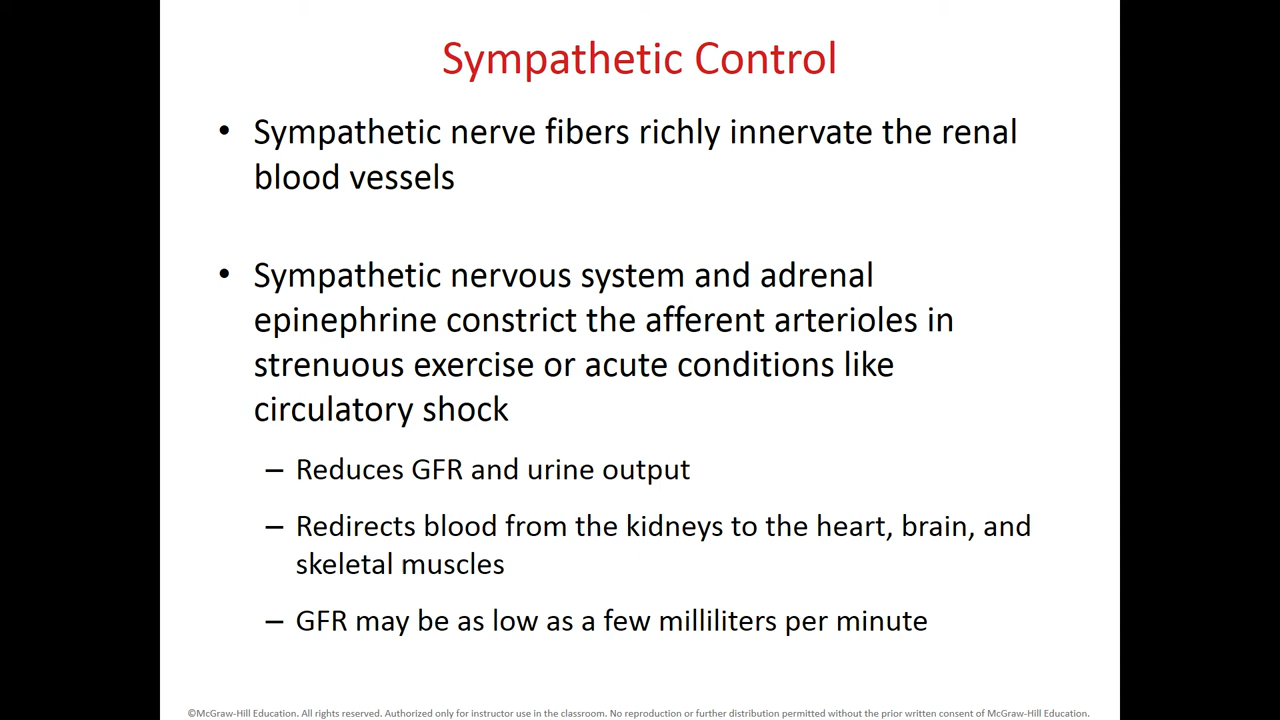 Sympathetic Control
• Sympathetic nerve fibers richly innervate the renal
blood vessels
• Sympathetic nervous system and adrenal
epinephrine constrict the afferent arterioles in
strenuous exercise or acute conditions like
circulatory shock
– Reduces GFR and urine output
– Redirects blood from the kidneys to the heart, brain, and
skeletal muscles
– GFR may be as low as a few milliliters per minute
©McGraw-Hill Education. All rights reserved. Authorized only for instructor use in the classroom. No reproduction or further distribution permitted without the prior written consent of McGraw-Hill Education.